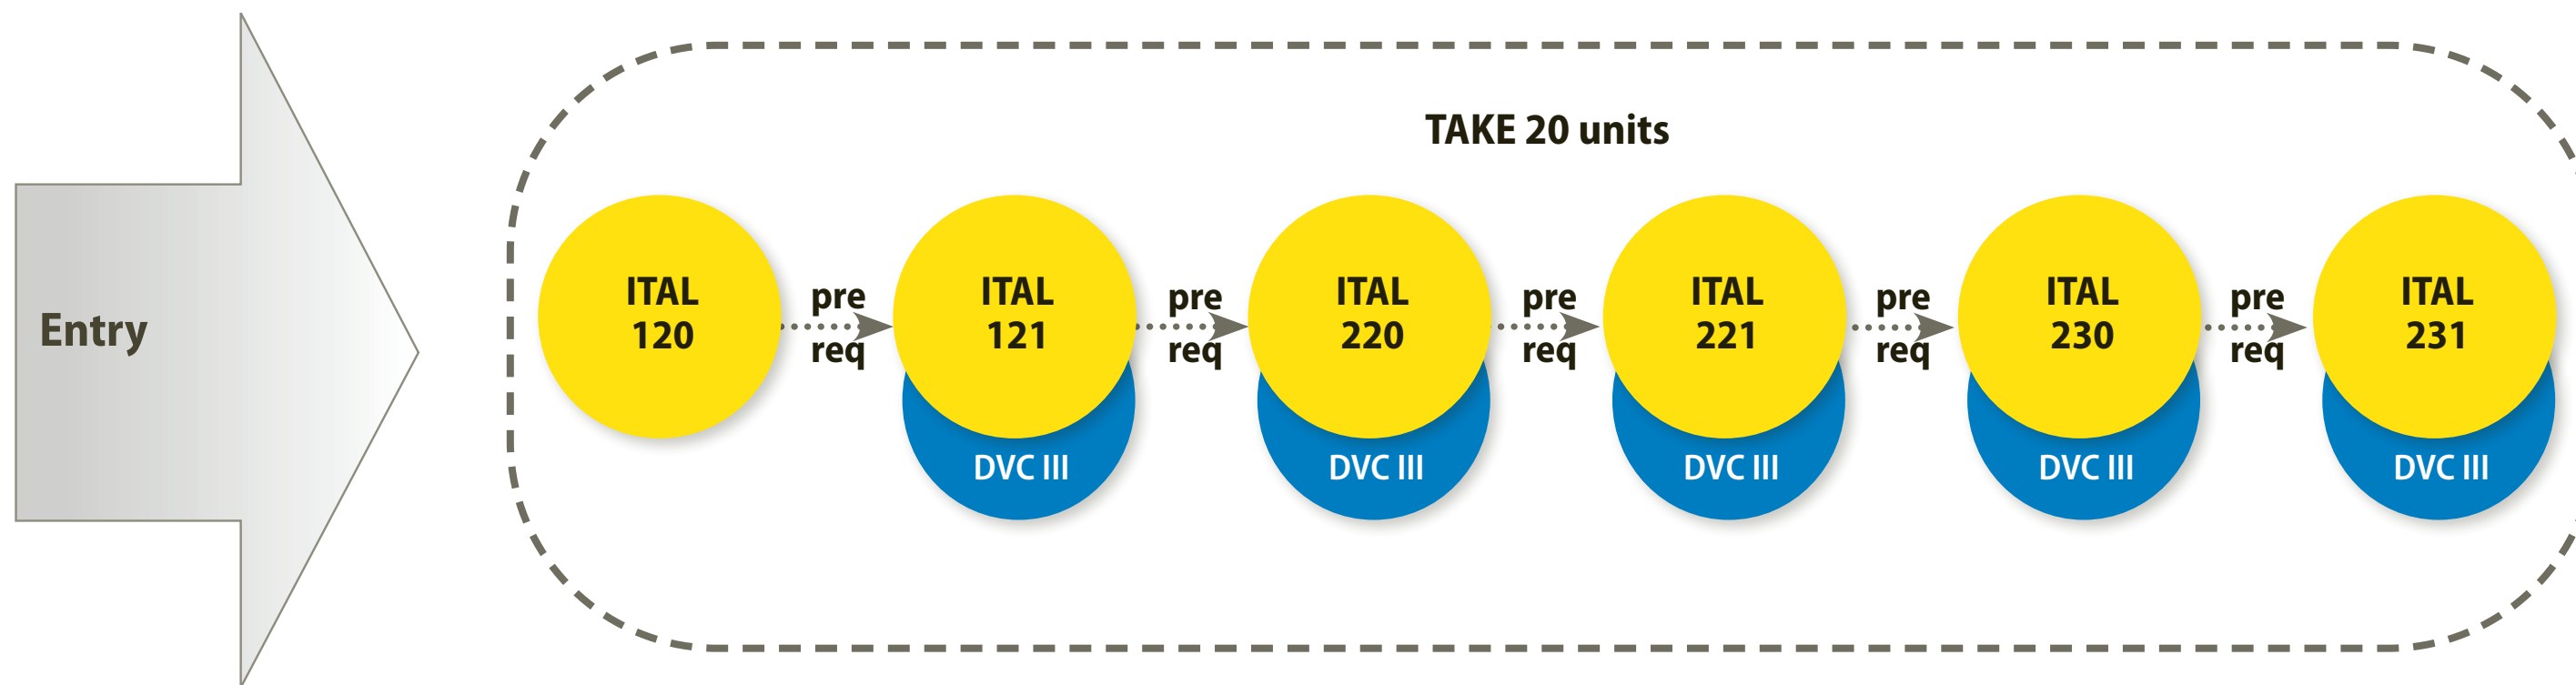 TAKE 20 units
Entry
ITAL
120
pre
req
ITAL
121
DVC III
pre
req
ITAL
220
DVC III
pre
req
ITAL
221
DVC III
pre
req
ITAL
230
DVC III
pre
req
ITAL
231
DVC III